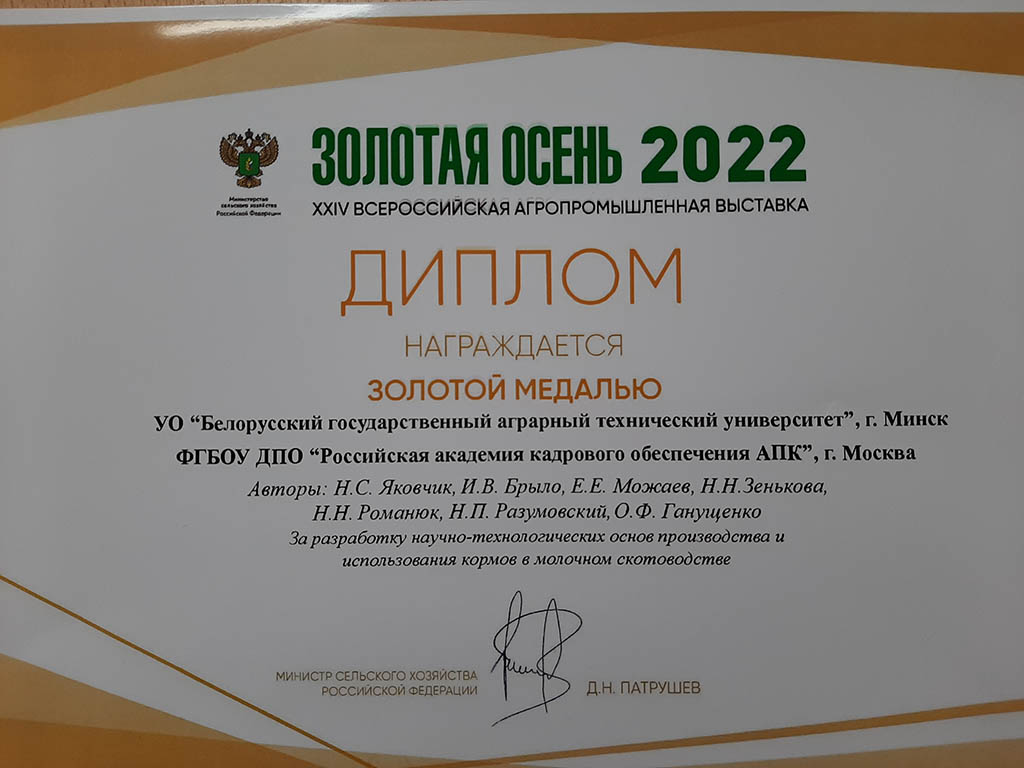 ЗОЛОТАЯ ОСЕНЬ 2022
Министерство
сельского хозяйства
Российской Федерации
XXIV ВСЕРОССИЙСКАЯ АГРОПРОМЫШЛЕННАЯ ВЫСТАВКА
ДИПЛОМ
НАГРАЖДАЕТСЯ
ЗОЛОТОЙ МЕДАЛЬЮ
УО “Белорусский государственный аграрный технический университет”, г. Минск
ФГБОУ ДПО “Российская академия кадрового обеспечения АПК”, г. Москва
Авторы: Н.С. Яковчик, И.В. Брыло, Е.Е. Можаев, Н.Н.Зенькова,
Н.Н. Романюк, Н.П. Разумовский, О.Ф. Ганущенко
За разработку научно-технологических основ производства и
использования кормов в молочном скотоводстве
МИНИСТР СЕЛЬСКОГО ХОЗЯЙСТВА
РОССИЙСКОЙ ФЕДЕРАЦИИ
Д.Н. ПАТРУШЕВ